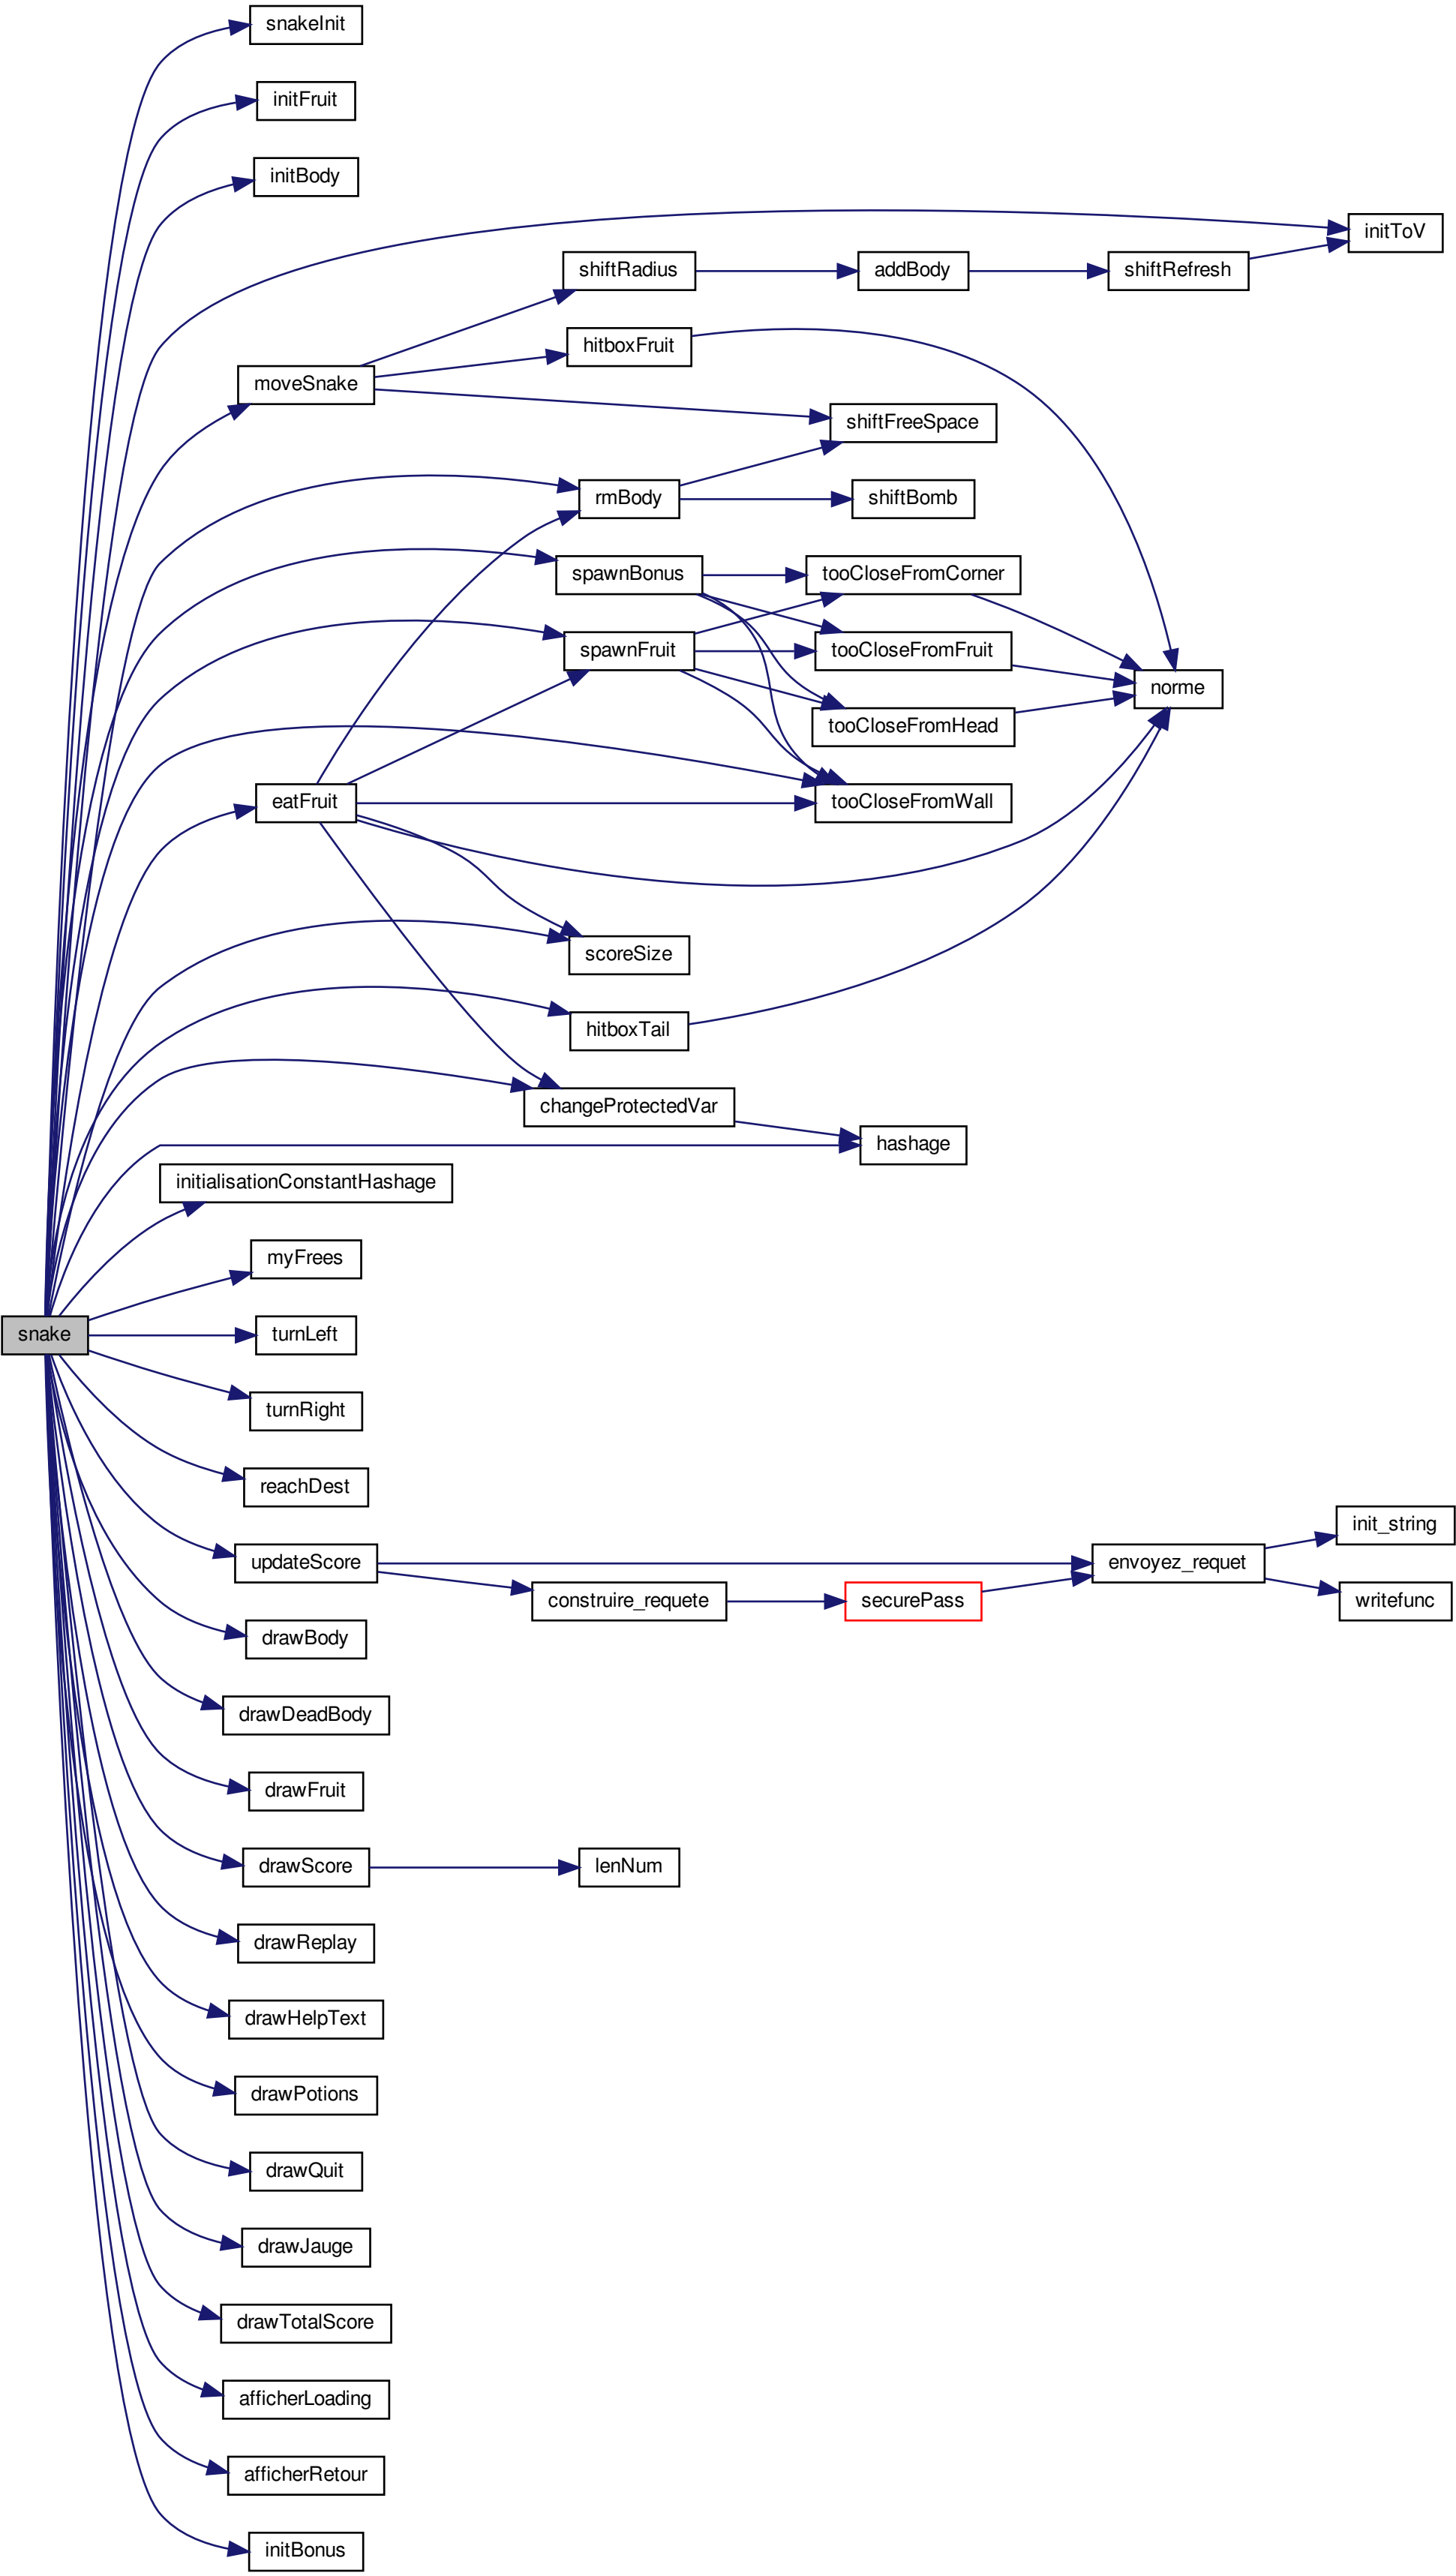 snakeInit
initFruit
initBody
initToV
shiftRadius
addBody
shiftRefresh
hitboxFruit
moveSnake
shiftFreeSpace
rmBody
shiftBomb
spawnBonus
tooCloseFromCorner
spawnFruit
tooCloseFromFruit
norme
tooCloseFromHead
eatFruit
tooCloseFromWall
scoreSize
hitboxTail
changeProtectedVar
hashage
initialisationConstantHashage
myFrees
snake
turnLeft
turnRight
reachDest
init_string
updateScore
envoyez_requet
construire_requete
securePass
writefunc
drawBody
drawDeadBody
drawFruit
drawScore
lenNum
drawReplay
drawHelpText
drawPotions
drawQuit
drawJauge
drawTotalScore
afficherLoading
afficherRetour
initBonus